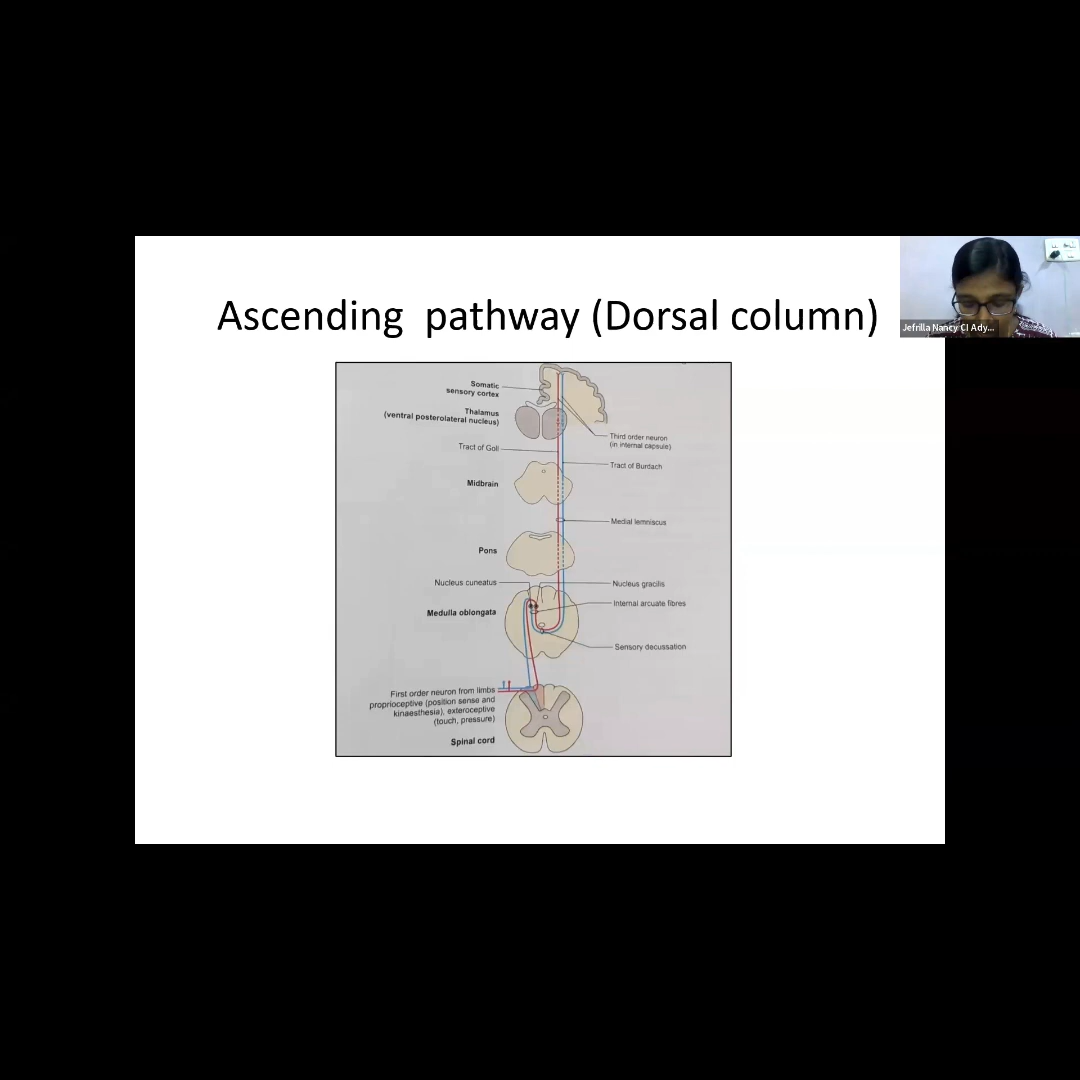 Ascending  pathway (Dorsal column)
Jefrilla Nancy CI Ady...
Somatic
sensory cortex
Thalamus
(ventral posterolateral nucleus)
Third order neuron
(in internal capsule)
Tract of Goll
Tract of Burdach
Midbrain
Medial lemniscus
Pons
Nucleus cuneatus
Nucleus gracilis
Internal arcuate fibres
Medulla oblongata
Sensory decussation
First order neuron from limbs
proprioceptive (position sense and
kinaesthesia), exteroceptive
(touch, pressure)
Spinal cord